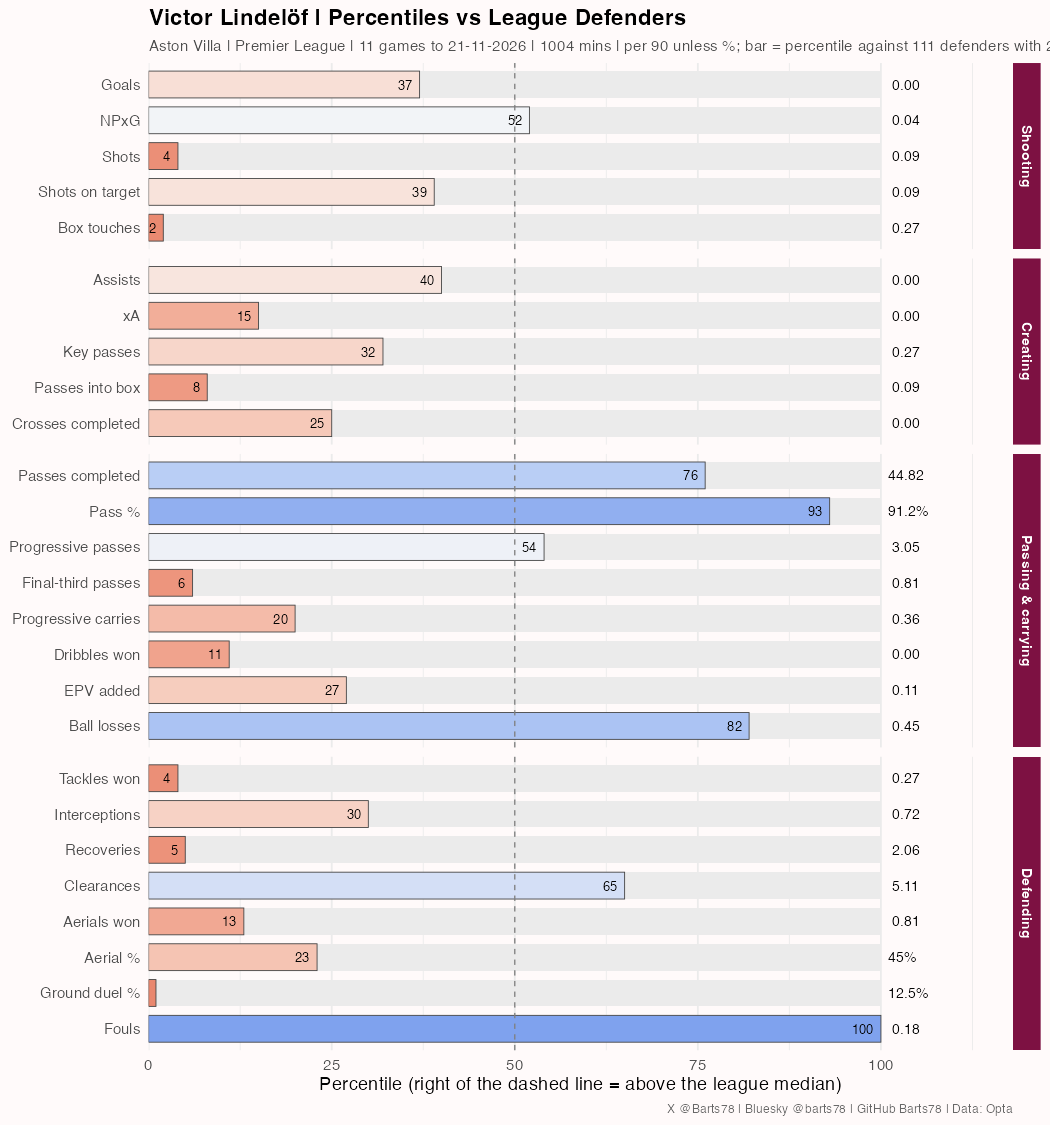 Victor Lindelöf | Percentiles vs League Defenders
Aston Villa | Premier League | 11 games to 21-11-2026 | 1004 mins | per 90 unless %; bar = percentile against 111 defenders with
Shooting
Goals 37 0.00
NPxG 52 0.04
Shots 4 0.09
Shots on target 39 0.09
Box touches 2 0.27
Creating
Assists 40 0.00
xA 15 0.00
Key passes 32 0.27
Passes into box 8 0.09
Crosses completed 25 0.00
Passing & carrying
Passes completed 76 44.82
Pass % 93 91.2%
Progressive passes 54 3.05
Final-third passes 6 0.81
Progressive carries 20 0.36
Dribbles won 11 0.00
EPV added 27 0.11
Ball losses 82 0.45
Defending
Tackles won 4 0.27
Interceptions 30 0.72
Recoveries 5 2.06
Clearances 65 5.11
Aerials won 13 0.81
Aerial % 23 45%
Ground duel % 12.5%
Fouls 100 0.18
0 25 50 75 100
Percentile (right of the dashed line = above the league median)
X @Barts78 | Bluesky @barts78 | GitHub Barts78 | Data: Opta